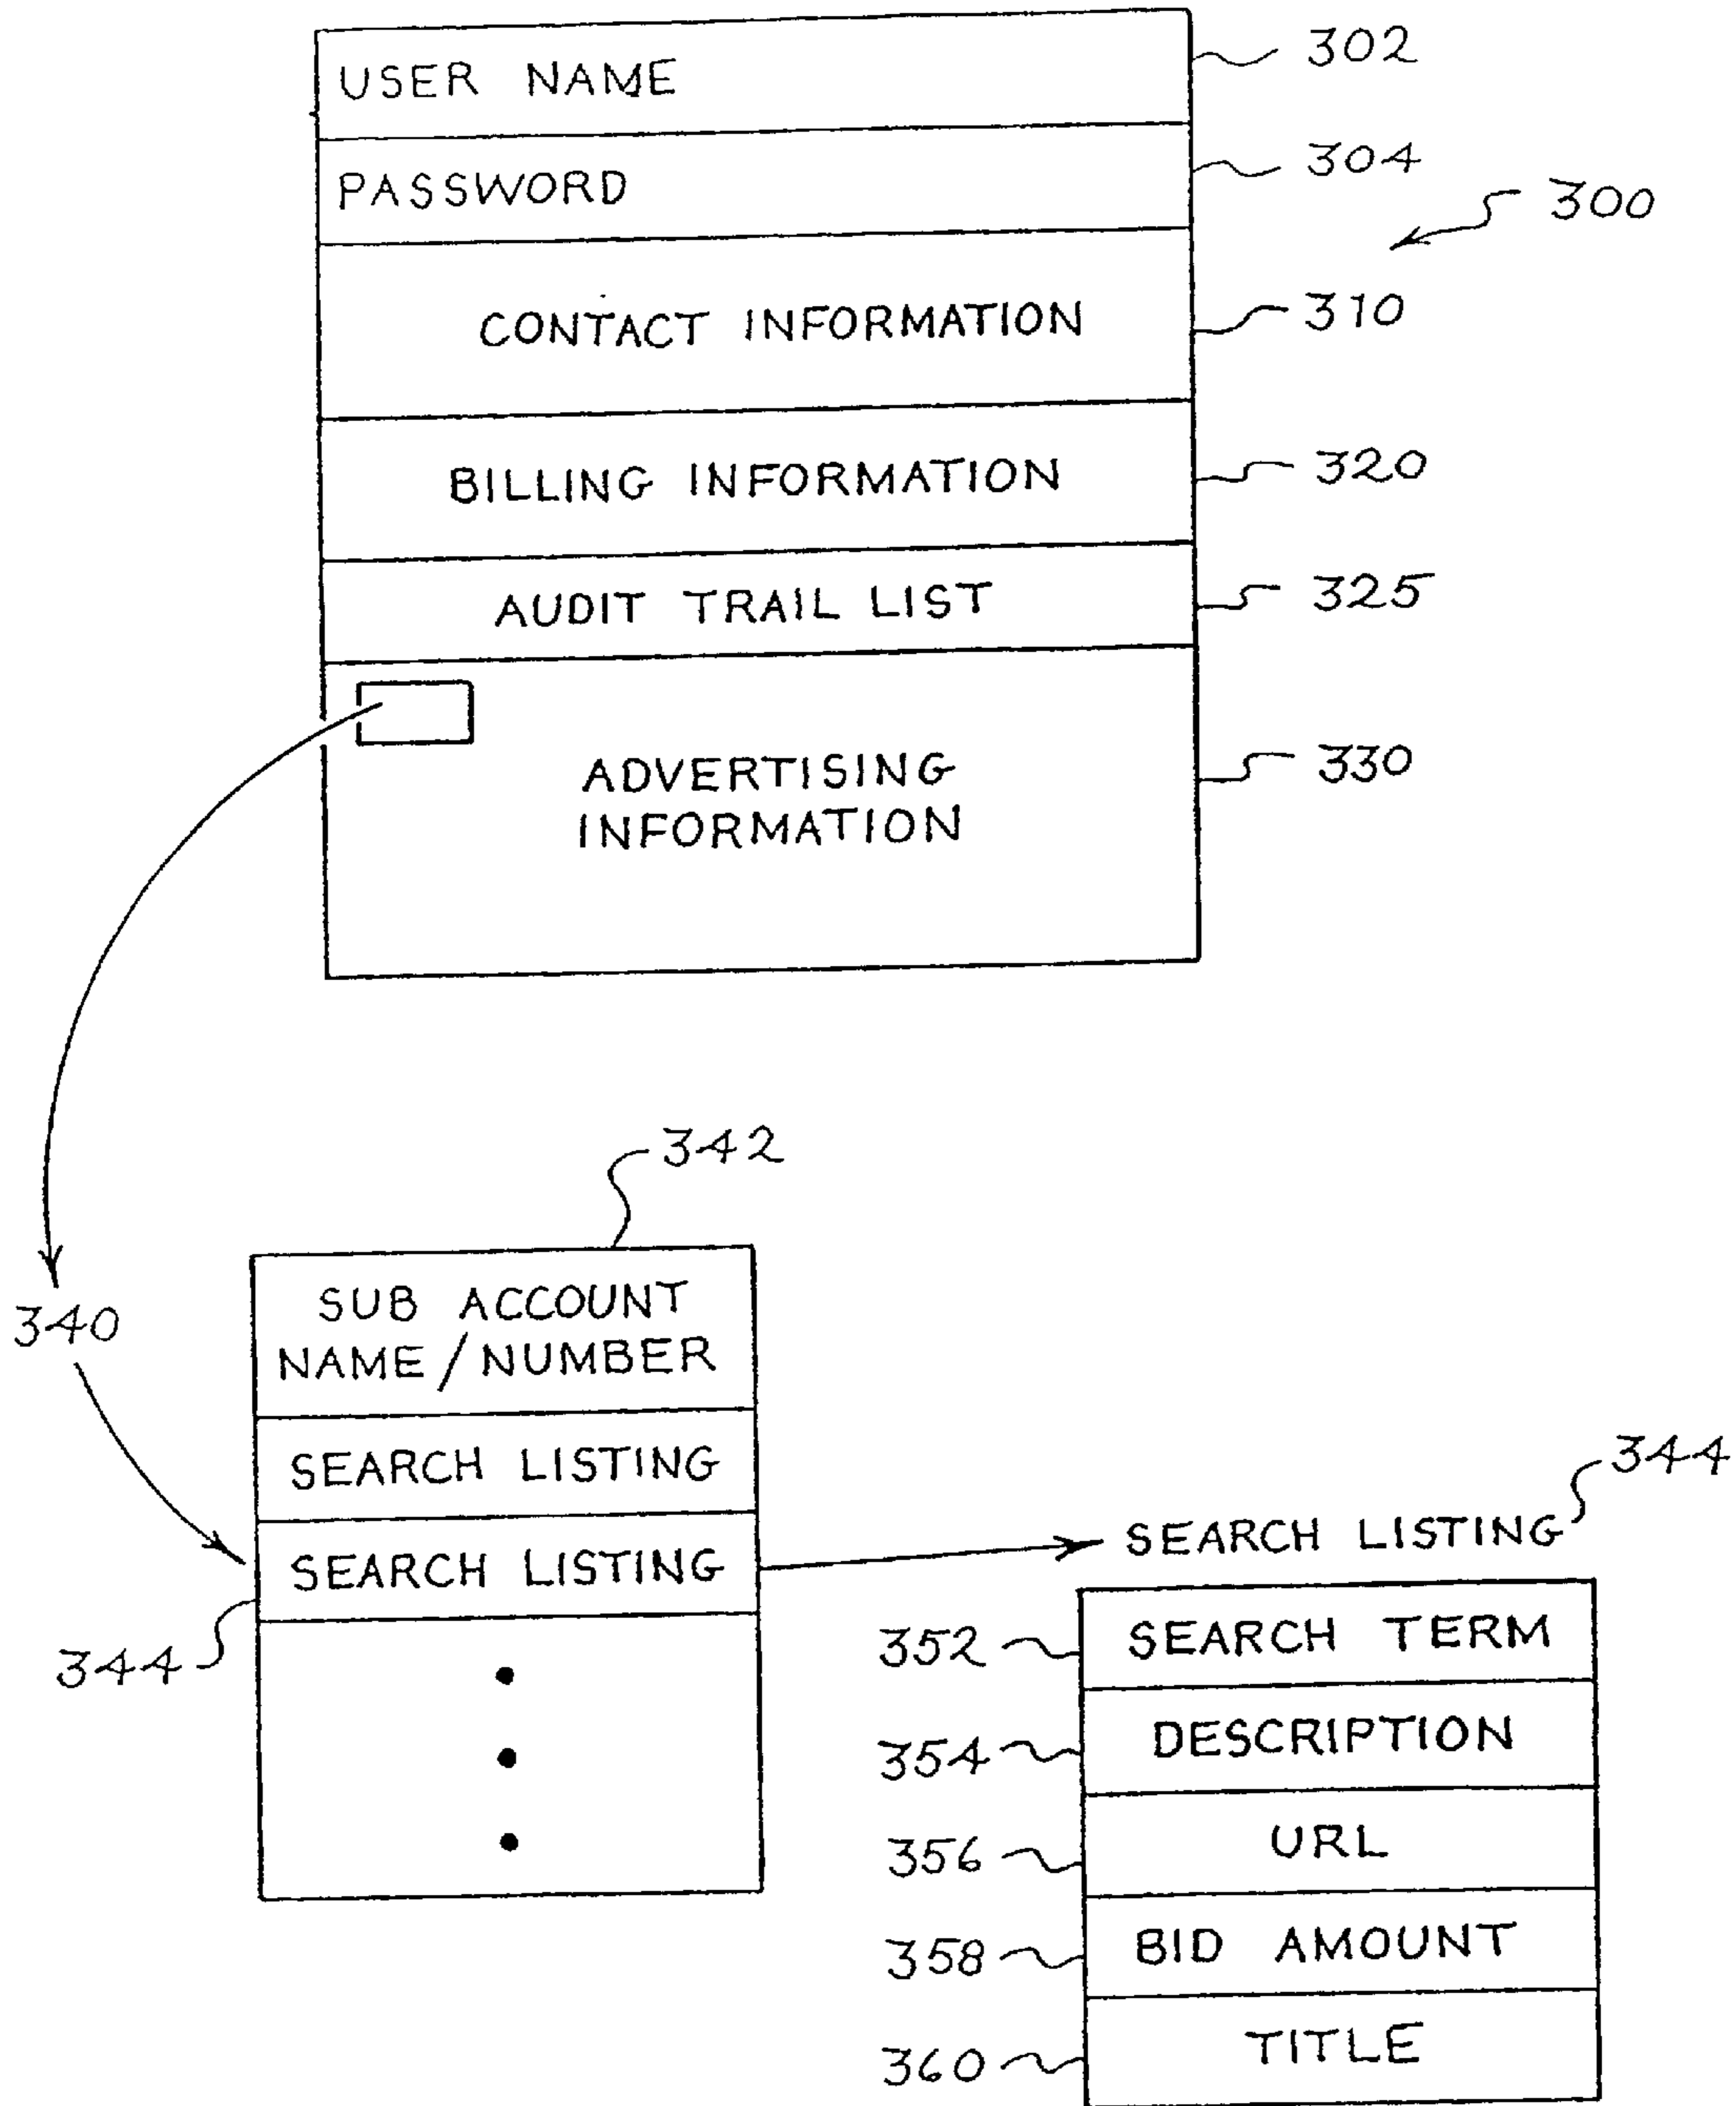 USER NAME
302
PASSWORD
304
300
CONTACT INFORMATION
310
BILLING INFORMATION
320
AUDIT TRAIL LIST
325
ADVERTISING
INFORMATION
330
342
SUB ACCOUNT
NAME / NUMBER
340
SEARCH LISTING
SEARCH LISTING
344
344
SEARCH LISTING
352
SEARCH TERM
354
DESCRIPTION
356
URL
358
BID AMOUNT
360
TITLE